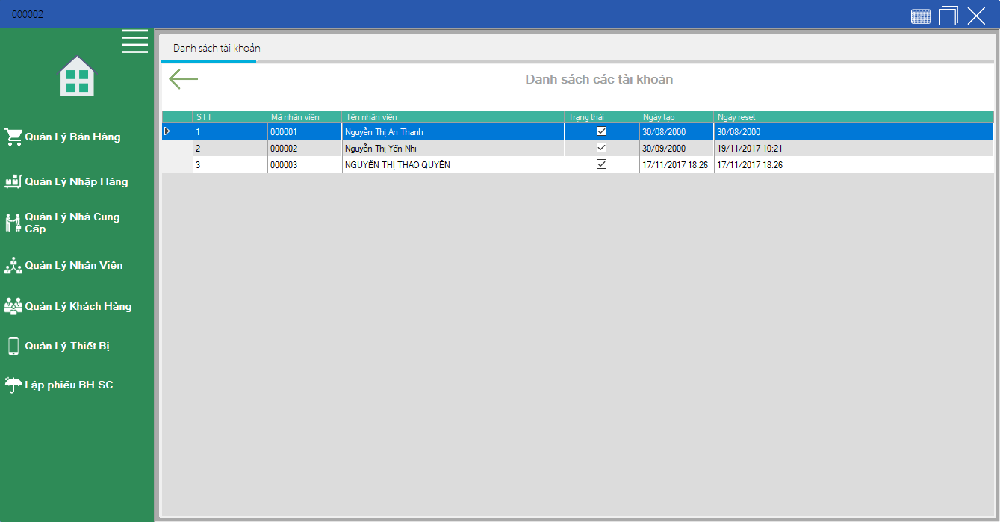 000002
Danh sách tài khoản
Danh sách các tài khoản
Quản Lý Bán Hàng
Quản Lý Nhập Hàng
Quản Lý Nhà Cung
Cấp
Quản Lý Nhân Viên
Quản Lý Khách Hàng
Quản Lý Thiết Bị
Lập phiếu BH-SC
STT Mã nhân viên Tên nhân viên Trạng thái Ngày tạo Ngày reset
1 000001 Nguyễn Thị An Thanh 30/08/2000 30/08/2000
2 000002 Nguyễn Thị Yến Nhi 30/09/2000 19/11/2017 10:21
3 000003 NGUYỄN THỊ THẢO QUYÊN 17/11/2017 18:26 17/11/2017 18:26